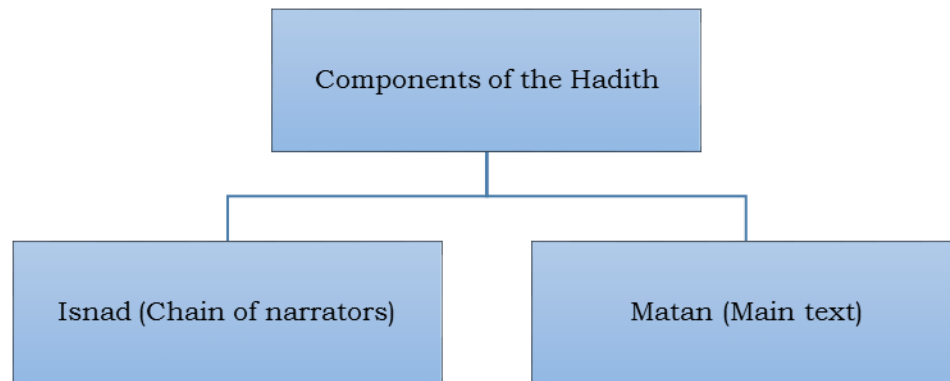 Components of the Hadith
Isnad (Chain of narrators)
Matan (Main text)